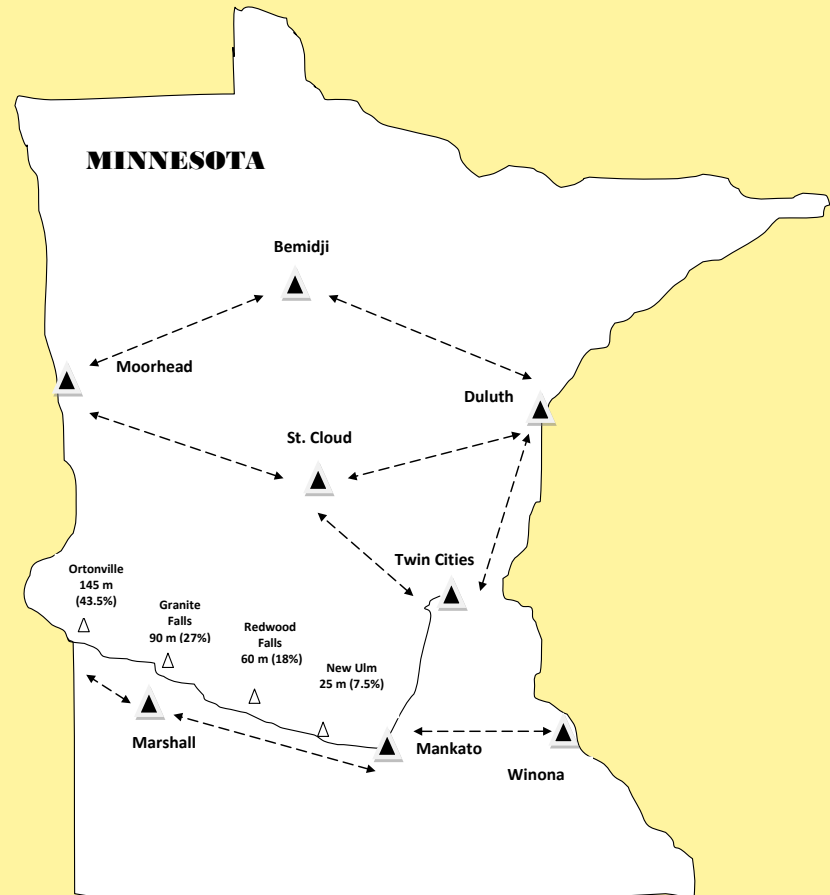 MINNESOTA
Bemidji
Moorhead
Duluth
St. Cloud
Twin Cities
Ortonville
145 m
(43.5%)
Granite
Falls
90 m (27%)
Redwood
Falls
60 m (18%)
New Ulm
25 m (7.5%)
Marshall
Mankato
Winona